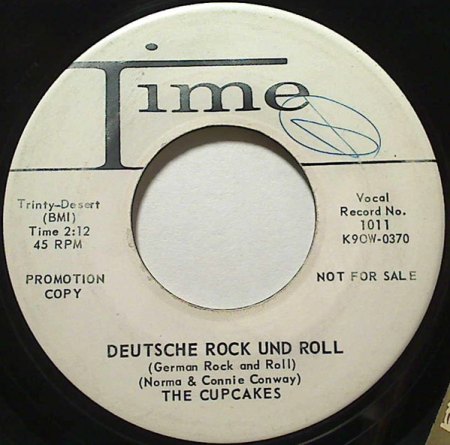 Time
Trinty-Desert
(BMI)
Time 2:12
45 RPM
Vocal
Record No.
1011
K9OW-0370
PROMOTION
COPY
NOT FOR SALE
DEUTSCHE ROCK UND ROLL
(German Rock and Roll)
(Norma & Connie Conway)
THE CUPCAKES